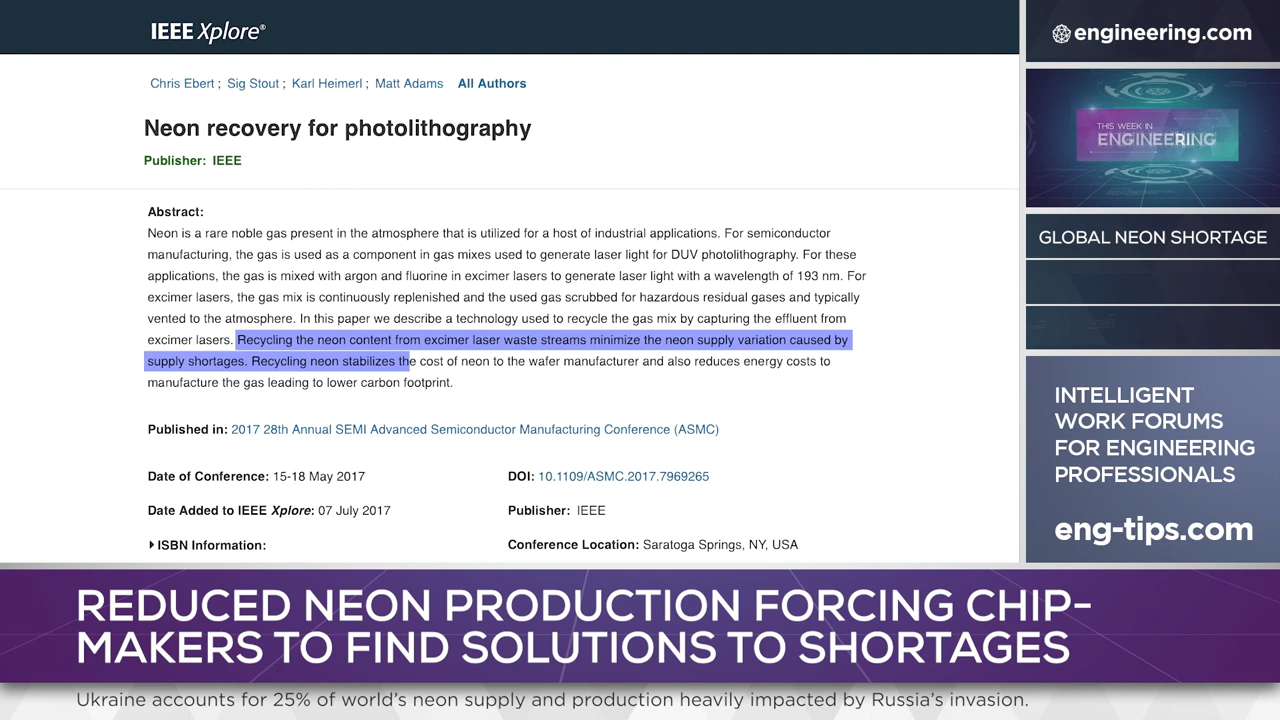 IEEE Xplore®
Chris Ebert ; Sig Stout ; Karl Heimerl ; Matt Adams All Authors
Neon recovery for photolithography
Publisher: IEEE
Abstract:
Neon is a rare noble gas present in the atmosphere that is utilized for a host of industrial applications. For semiconductor
manufacturing, the gas is used as a component in gas mixes used to generate laser light for DUV photolithography. For these
applications, the gas is mixed with argon and fluorine in excimer lasers to generate laser light with a wavelength of 193 nm. For
excimer lasers, the gas mix is continuously replenished and the used gas scrubbed for hazardous residual gases and typically
vented to the atmosphere. In this paper we describe a technology used to recycle the gas mix by capturing the effluent from
excimer lasers. Recycling the neon content from excimer laser waste streams minimize the neon supply variation caused by
supply shortages. Recycling neon stabilizes the cost of neon to the wafer manufacturer and also reduces energy costs to
manufacture the gas leading to lower carbon footprint.
Published in: 2017 28th Annual SEMI Advanced Semiconductor Manufacturing Conference (ASMC)
Date of Conference: 15-18 May 2017
DOI: 10.1109/ASMC.2017.7969265
Date Added to IEEE Xplore: 07 July 2017
Publisher: IEEE
ISBN Information:
Conference Location: Saratoga Springs, NY, USA
engineering.com
THIS WEEK IN
ENGINEERING
GLOBAL NEON SHORTAGE
INTELLIGENT
WORK FORUMS
FOR ENGINEERING
PROFESSIONALS
eng-tips.com
REDUCED NEON PRODUCTION FORCING CHIP-
MAKERS TO FIND SOLUTIONS TO SHORTAGES
Ukraine accounts for 25% of world's neon supply and production heavily impacted by Russia's invasion.